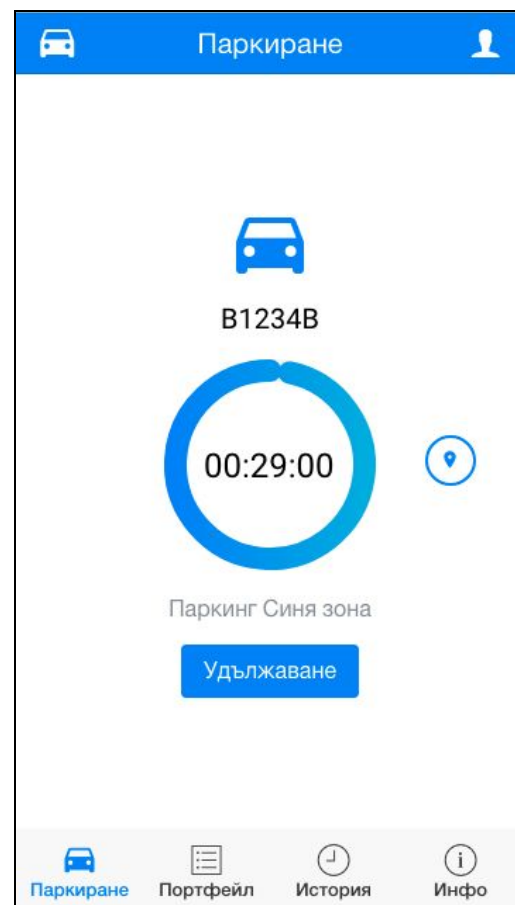 Паркиране
B1234B
00:29:00
Паркинг Синя зона
Удължаване
Паркиране Портфейл История Инфо